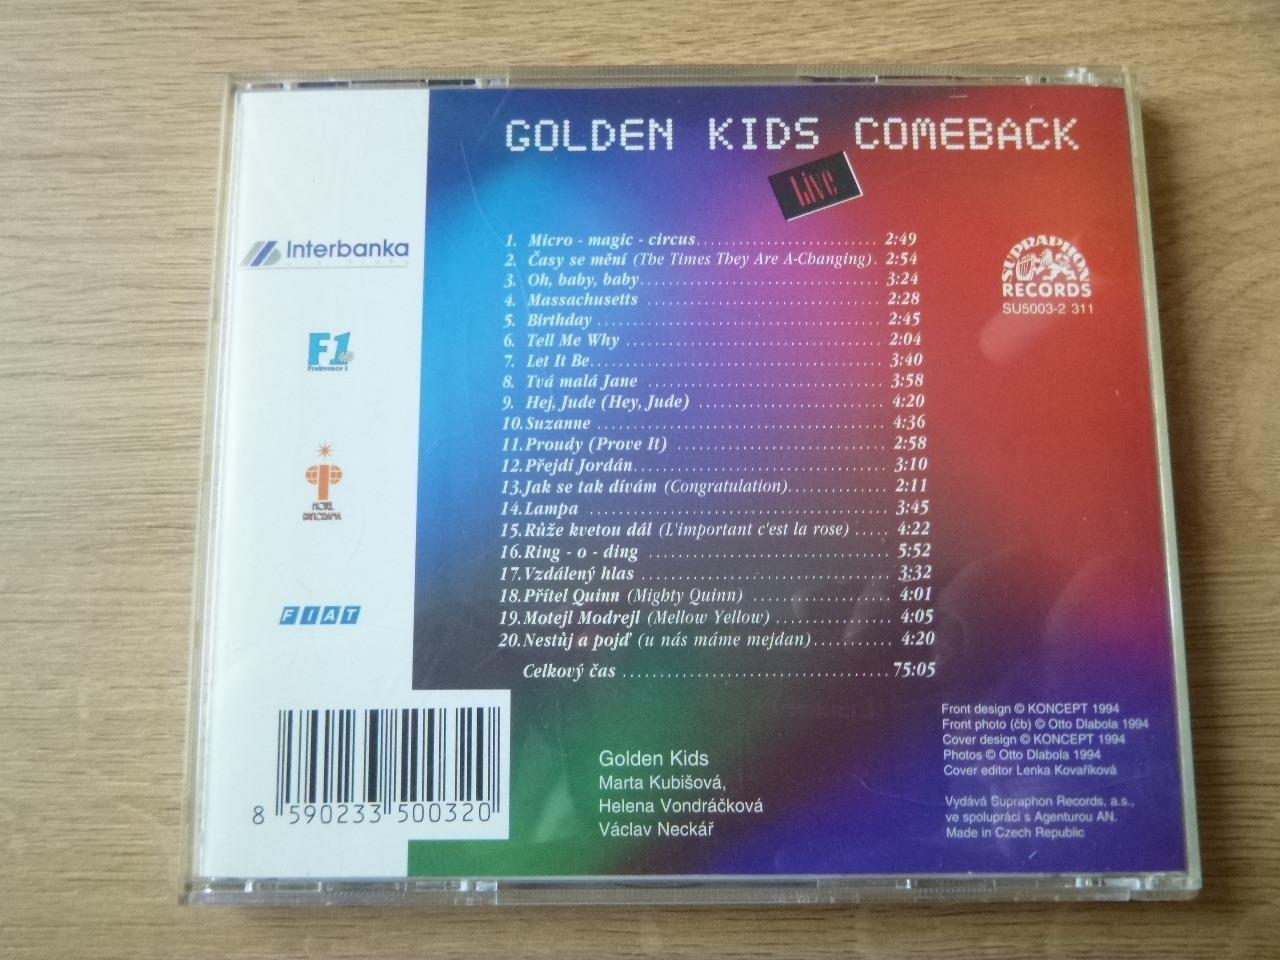 GOLDEN KIDS COMEBACK
Live
1. Micro - magic - circus 2:49
2. Časy se mění (The Times They Are A-Changing) 2:54
3. Oh, baby, baby 3:24
4. Massachusetts 2:28
5. Birthday 2:45
6. Tell Me Why 2:04
7. Let It Be 3:40
8. Tvá malá Jane 3:58
9. Hej, Jude (Hey, Jude) 4:20
10. Suzanne 4:36
11. Proudy (Prove It) 2:58
12. Přejdi Jordán 3:10
13. Jak se tak dívám (Congratulation) 2:11
14. Lampa 3:45
15. Růže kvetou dál (L'important c'est la rose) 4:22
16. Ring - o - ding 5:52
17. Vzdálený hlas 3:32
18. Přítel Quinn (Mighty Quinn) 4:01
19. Motejl Modrejl (Mellow Yellow) 4:05
20. Nestůj a pojď (u nás máme mejdan) 4:20
Celkový čas 75:05
SUPRAPHON
RECORDS
SU5003-2 311
Interbanka
F1
Frekvence 1
HOTEL
PANORAMA
FIAT
8 590233 500320
Golden Kids
Marta Kubišová,
Helena Vondráčková
Václav Neckář
Front design © KONCEPT 1994
Front photo (čb) © Otto Dlabola 1994
Cover design © KONCEPT 1994
Photos © Otto Dlabola 1994
Cover editor Lenka Kovaříková
Vydává Supraphon Records, a.s.,
ve spolupráci s Agenturou AN.
Made in Czech Republic